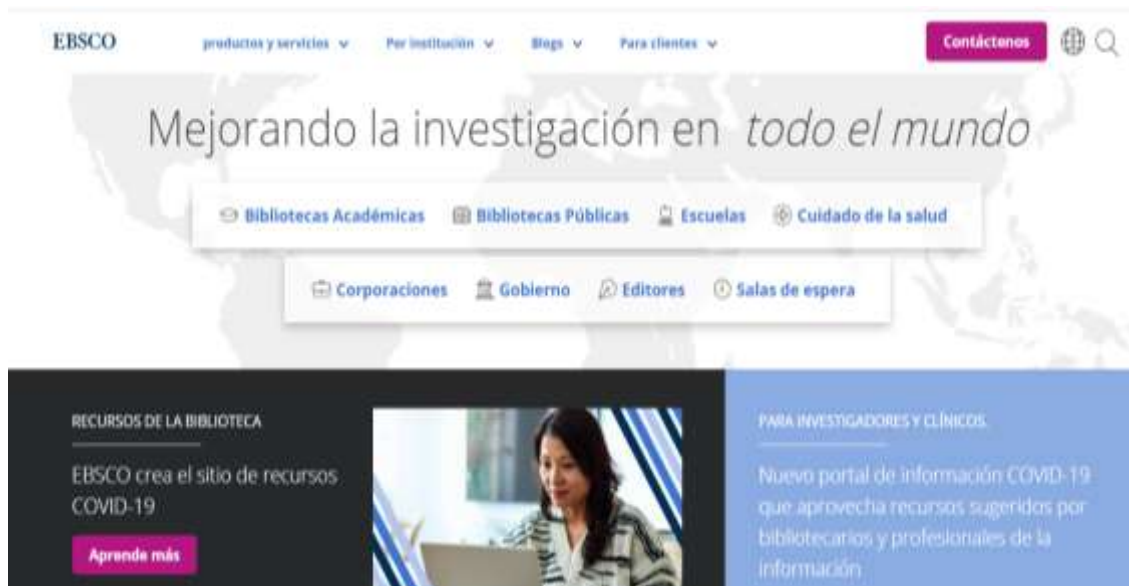 EBSCO productos y servicios Por institución Blogs Para clientes Contáctenos
Mejorando la investigación en todo el mundo
Bibliotecas Académicas Bibliotecas Públicas Escuelas Cuidado de la salud
Corporaciones Gobierno Editores Salas de espera
RECURSOS DE LA BIBLIOTECA
EBSCO crea el sitio de recursos
COVID-19
Aprende más
PARA INVESTIGADORES Y CLÍNICOS
Nuevo portal de información COVID-19
que aprovecha recursos sugeridos por
bibliotecarios y profesionales de la
información